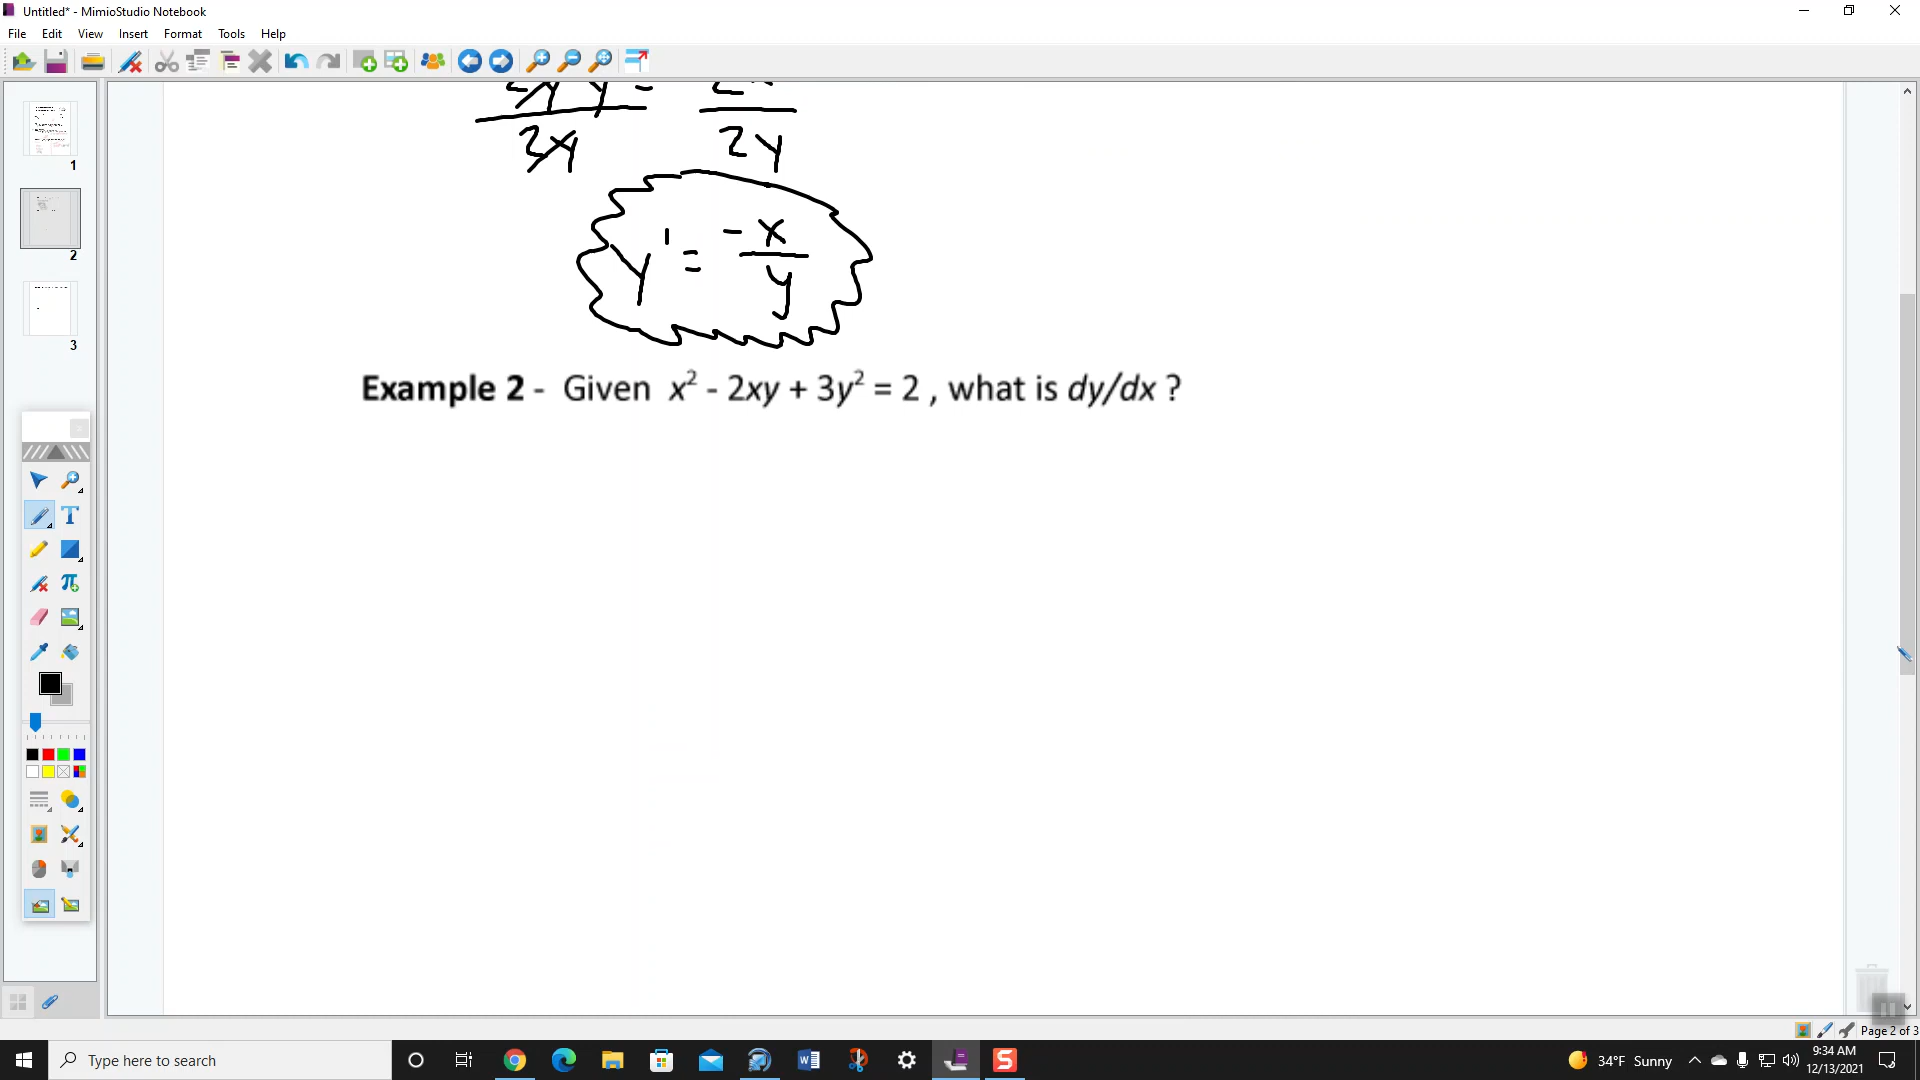 Untitled* - MimioStudio Notebook
File Edit View Insert Format Tools Help
2y y' =
2y 2y
y' = - x
y
Example 2 - Given x² - 2xy + 3y² = 2 , what is dy/dx ?
1
2
3
Page 2 of 3
Type here to search
34°F Sunny
9:34 AM
12/13/2021